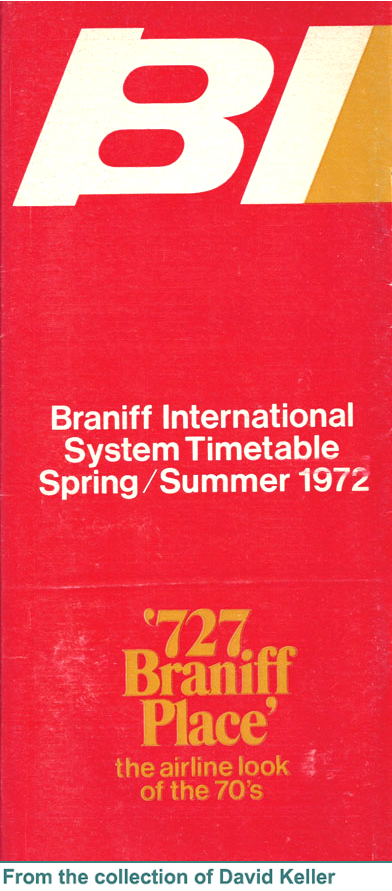 BI
Braniff International
System Timetable
Spring/Summer 1972
'727
Braniff
Place'
the airline look
of the 70's
From the collection of David Keller